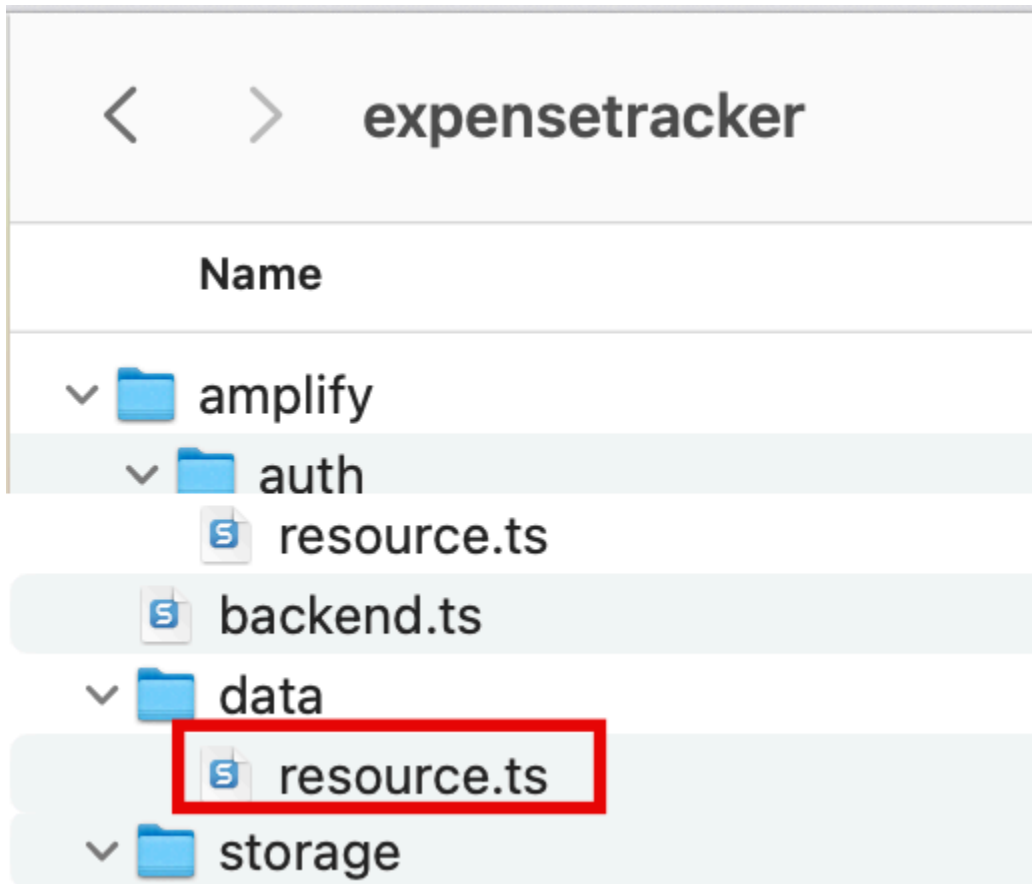 expensetracker
Name
amplify
auth
resource.ts
backend.ts
data
resource.ts
storage